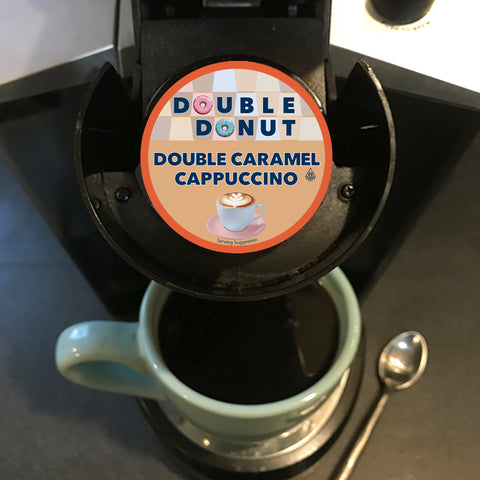 DOUBLE
DONUT
DOUBLE CARAMEL
CAPPUCCINO
Serving Suggestion